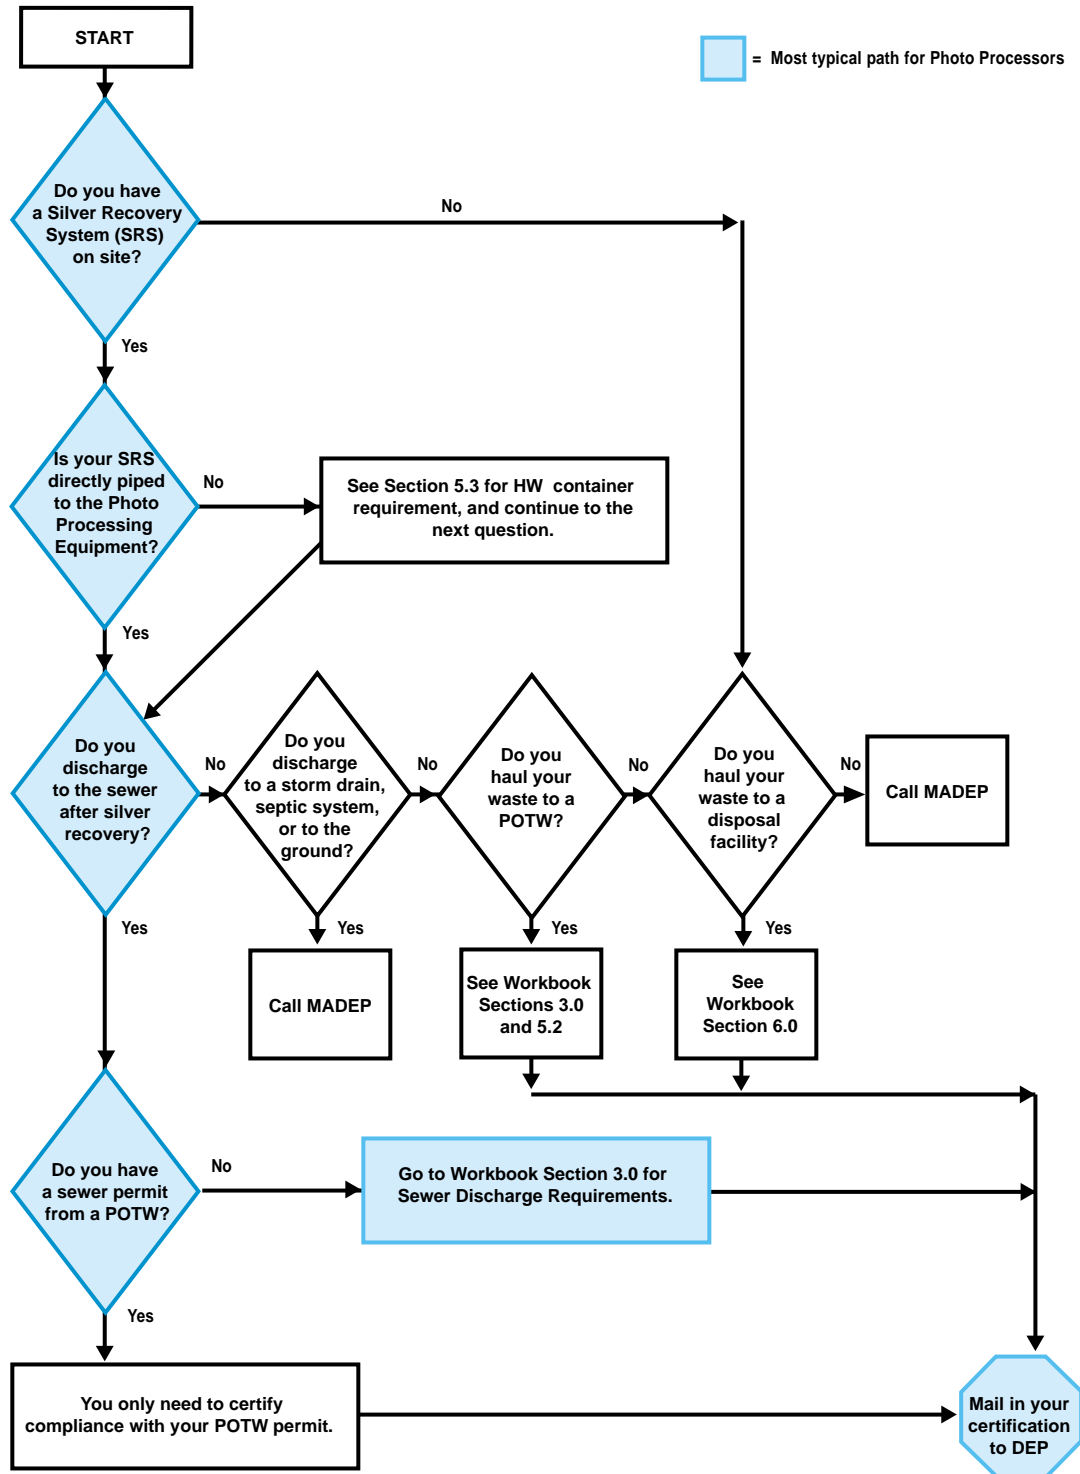 START
= Most typical path for Photo Processors
Do you have
a Silver Recovery
System (SRS)
on site?
No
Yes
Is your SRS
directly piped
to the Photo
Processing
Equipment?
No
See Section 5.3 for HW container
requirement, and continue to the
next question.
Yes
Do you
discharge
to the sewer
after silver
recovery?
No
Do you
discharge
to a storm drain,
septic system,
or to the
ground?
No
Do you
haul your
waste to a
POTW?
No
Do you
haul your
waste to a
disposal
facility?
No
Call MADEP
Yes
Yes
Yes
Yes
Call MADEP
See Workbook
Sections 3.0
and 5.2
See
Workbook
Section 6.0
Do you have
a sewer permit
from a POTW?
No
Go to Workbook Section 3.0 for
Sewer Discharge Requirements.
Yes
You only need to certify
compliance with your POTW permit.
Mail in your
certification
to DEP